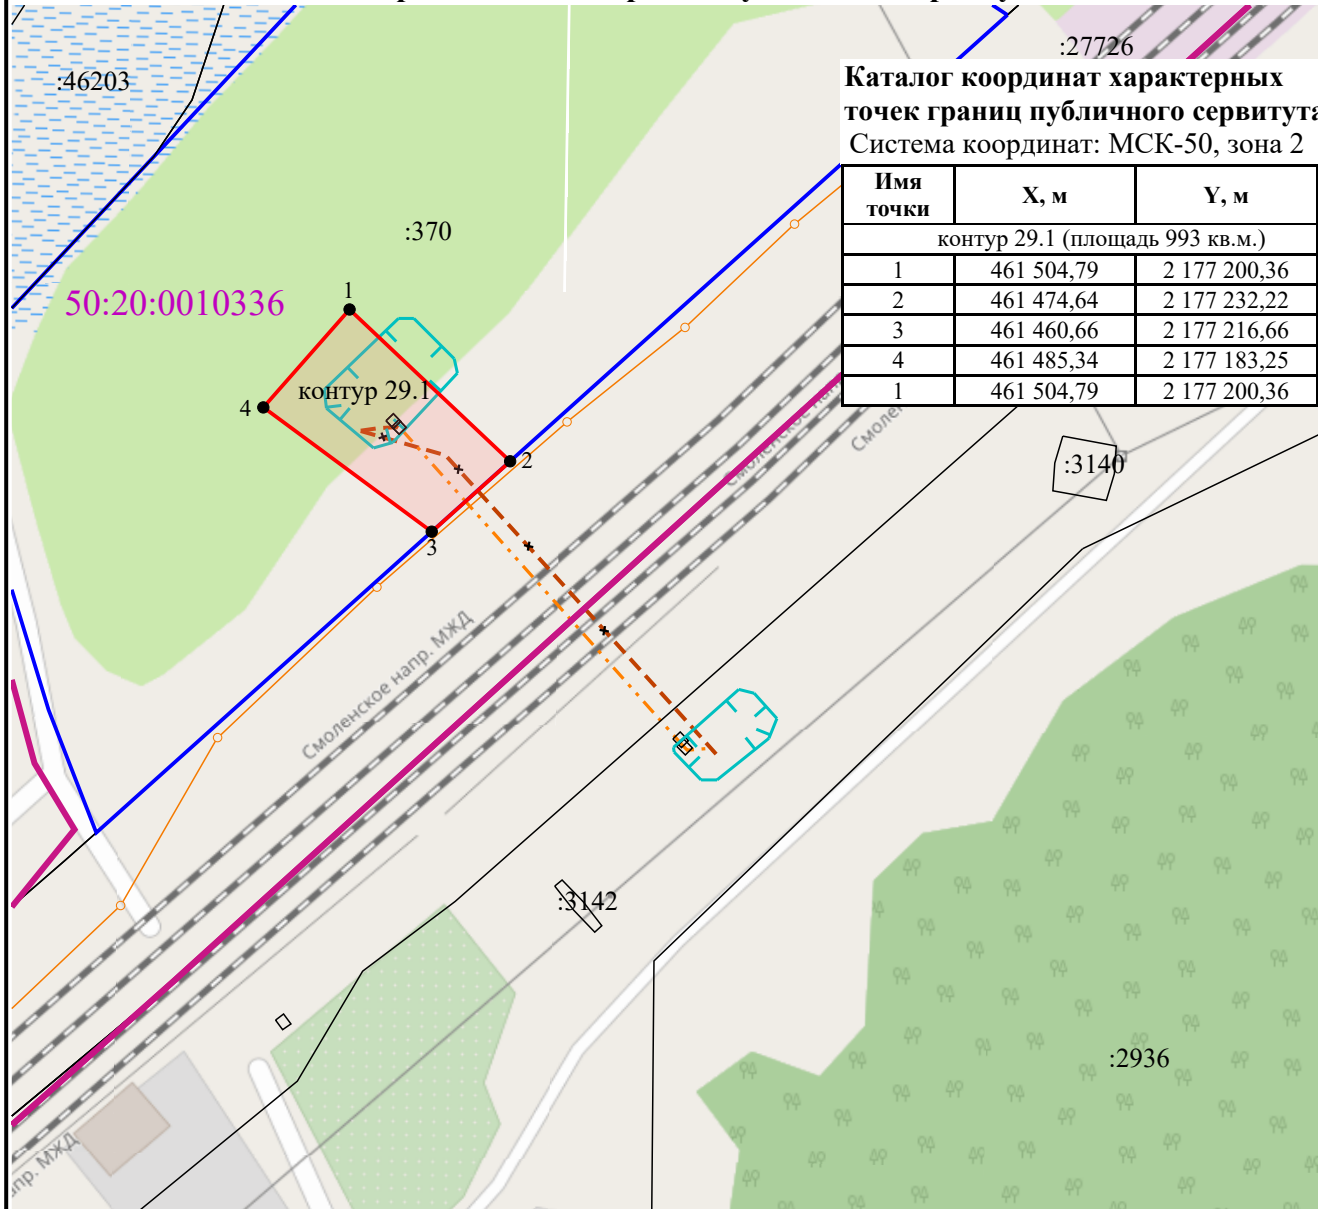 :27726
:46203
Каталог координат характерных
точек границ публичного сервитута
Система координат: МСК-50, зона 2
Имя точки X, м Y, м
контур 29.1 (площадь 993 кв.м.)
1 461 504,79 2 177 200,36
2 461 474,64 2 177 232,22
3 461 460,66 2 177 216,66
4 461 485,34 2 177 183,25
1 461 504,79 2 177 200,36
:370
50:20:0010336
1
контур 29.1
4
2
3
:3140
Смоленское напр. МЖД
:3142
:2936
напр. МЖД